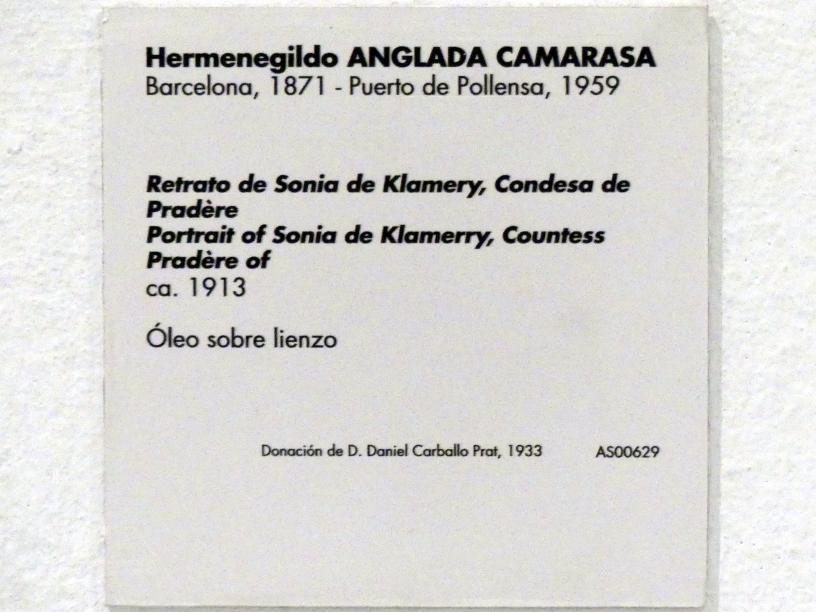 Hermenegildo ANGLADA CAMARASA
Barcelona, 1871 - Puerto de Pollensa, 1959
Retrato de Sonia de Klamery, Condesa de
Pradère
Portrait of Sonia de Klamerry, Countess
Pradère of
ca. 1913
Óleo sobre lienzo
Donación de D. Daniel Carballo Prat, 1933 AS00629